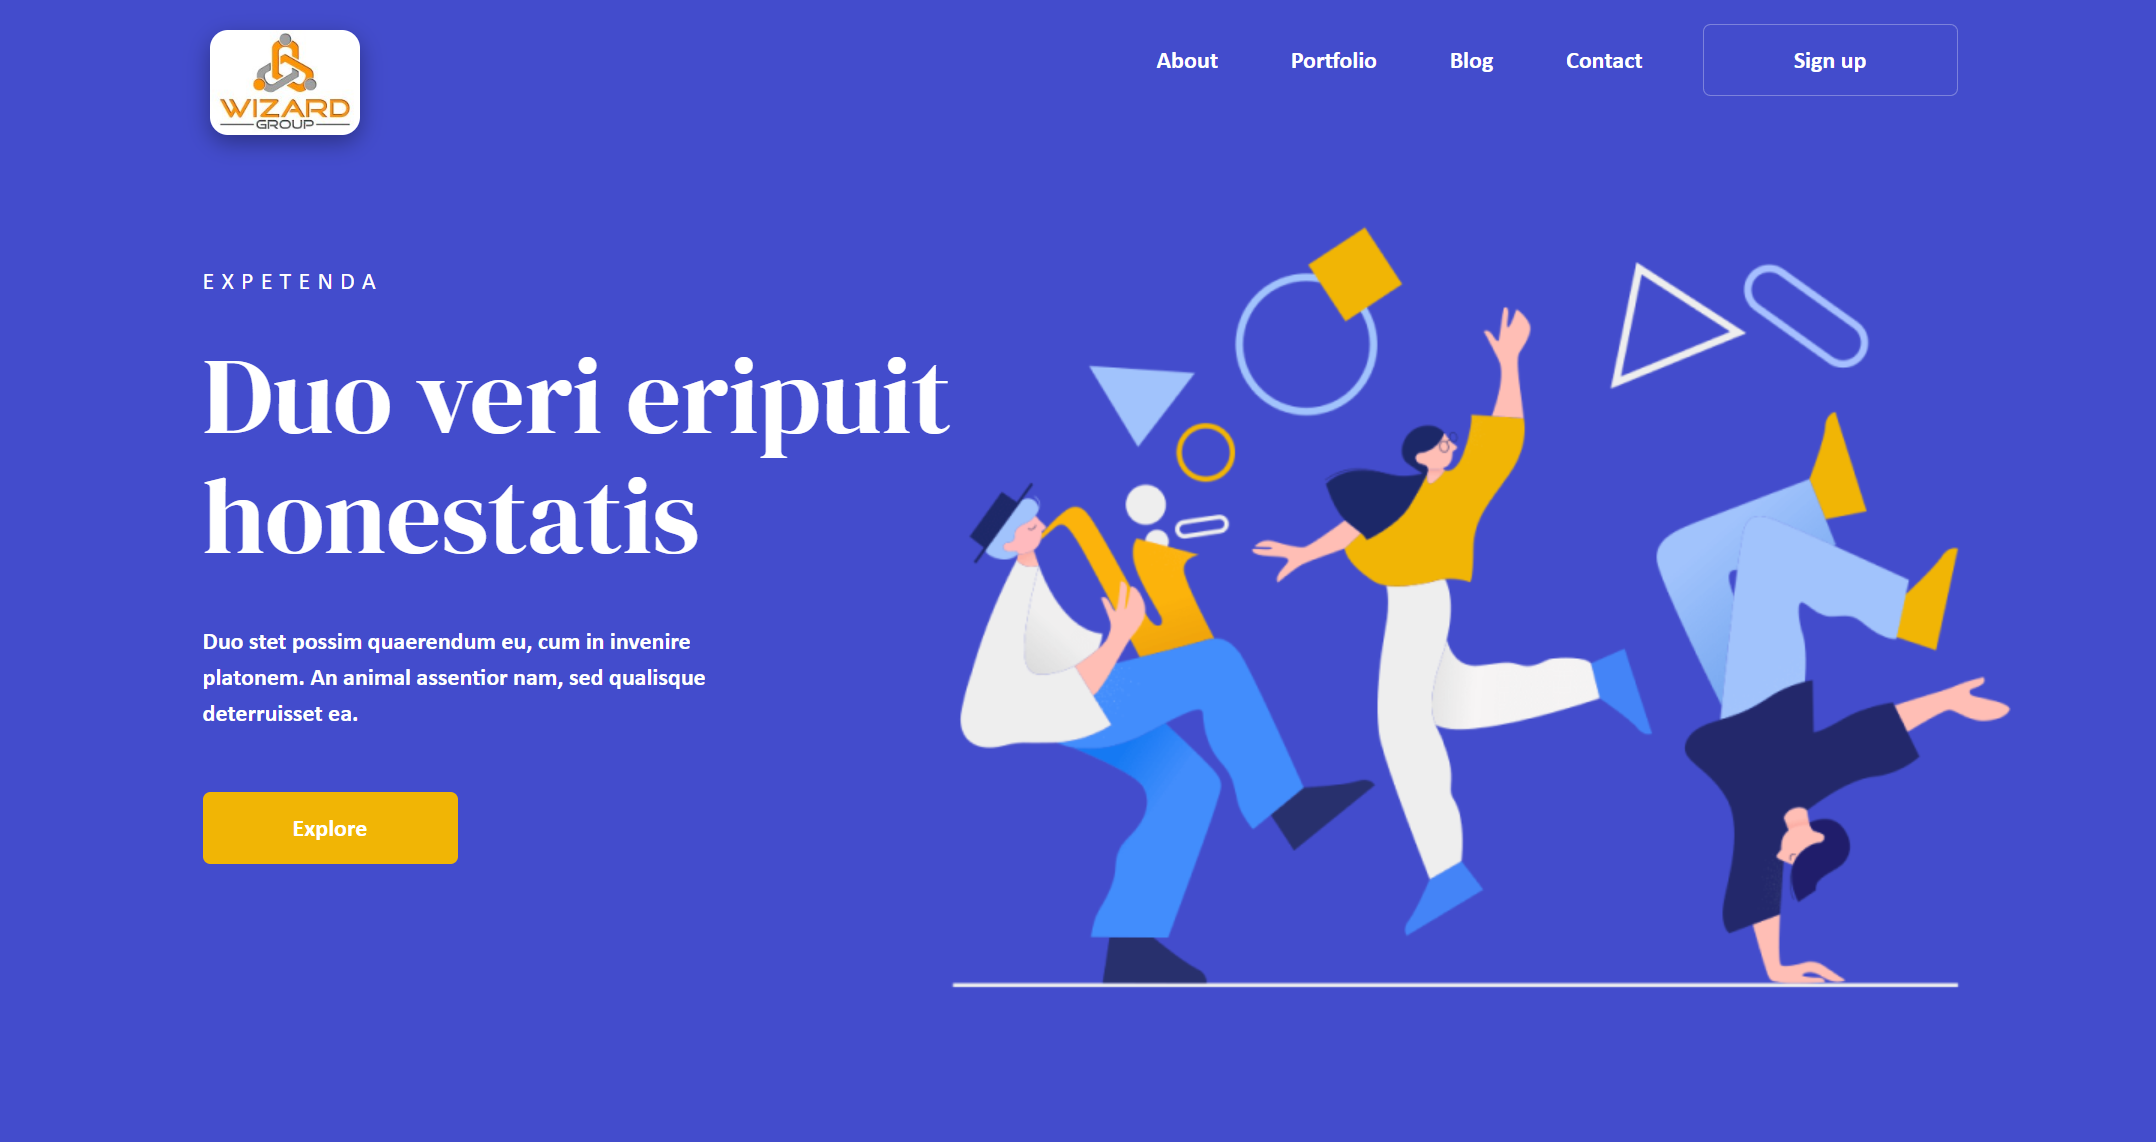 WIZARD
GROUP
About Portfolio Blog Contact Sign up
EXPETENDA
Duo veri eripuit
honestatis
Duo stet possim quaerendum eu, cum in invenire
platonem. An animal assentior nam, sed qualisque
deterruisset ea.
Explore